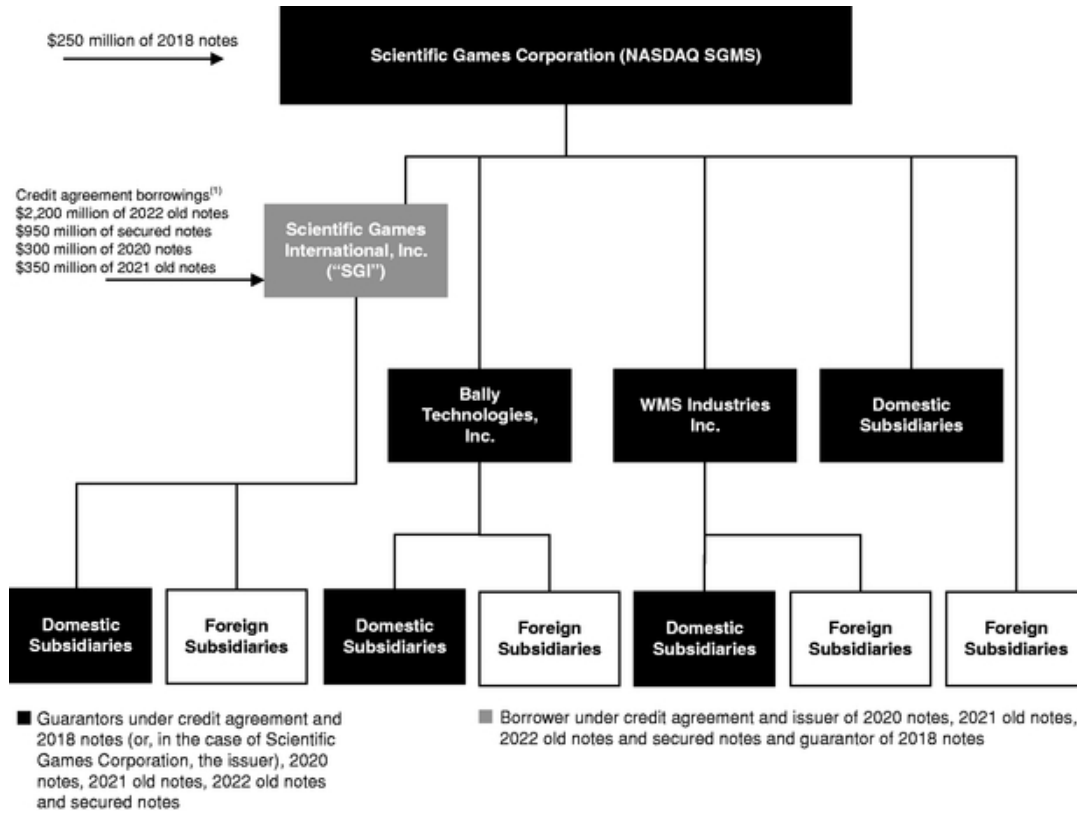 $250 million of 2018 notes
Scientific Games Corporation (NASDAQ SGMS)
Credit agreement borrowings(1)
$2,200 million of 2022 old notes
$950 million of secured notes
$300 million of 2020 notes
$350 million of 2021 old notes
Scientific Games
International, Inc.
("SGI")
Bally
Technologies,
Inc.
WMS Industries
Inc.
Domestic
Subsidiaries
Domestic
Subsidiaries
Foreign
Subsidiaries
Domestic
Subsidiaries
Foreign
Subsidiaries
Domestic
Subsidiaries
Foreign
Subsidiaries
Foreign
Subsidiaries
Guarantors under credit agreement and
2018 notes (or, in the case of Scientific
Games Corporation, the issuer), 2020
notes, 2021 old notes, 2022 old notes
and secured notes
Borrower under credit agreement and issuer of 2020 notes, 2021 old notes,
2022 old notes and secured notes and guarantor of 2018 notes